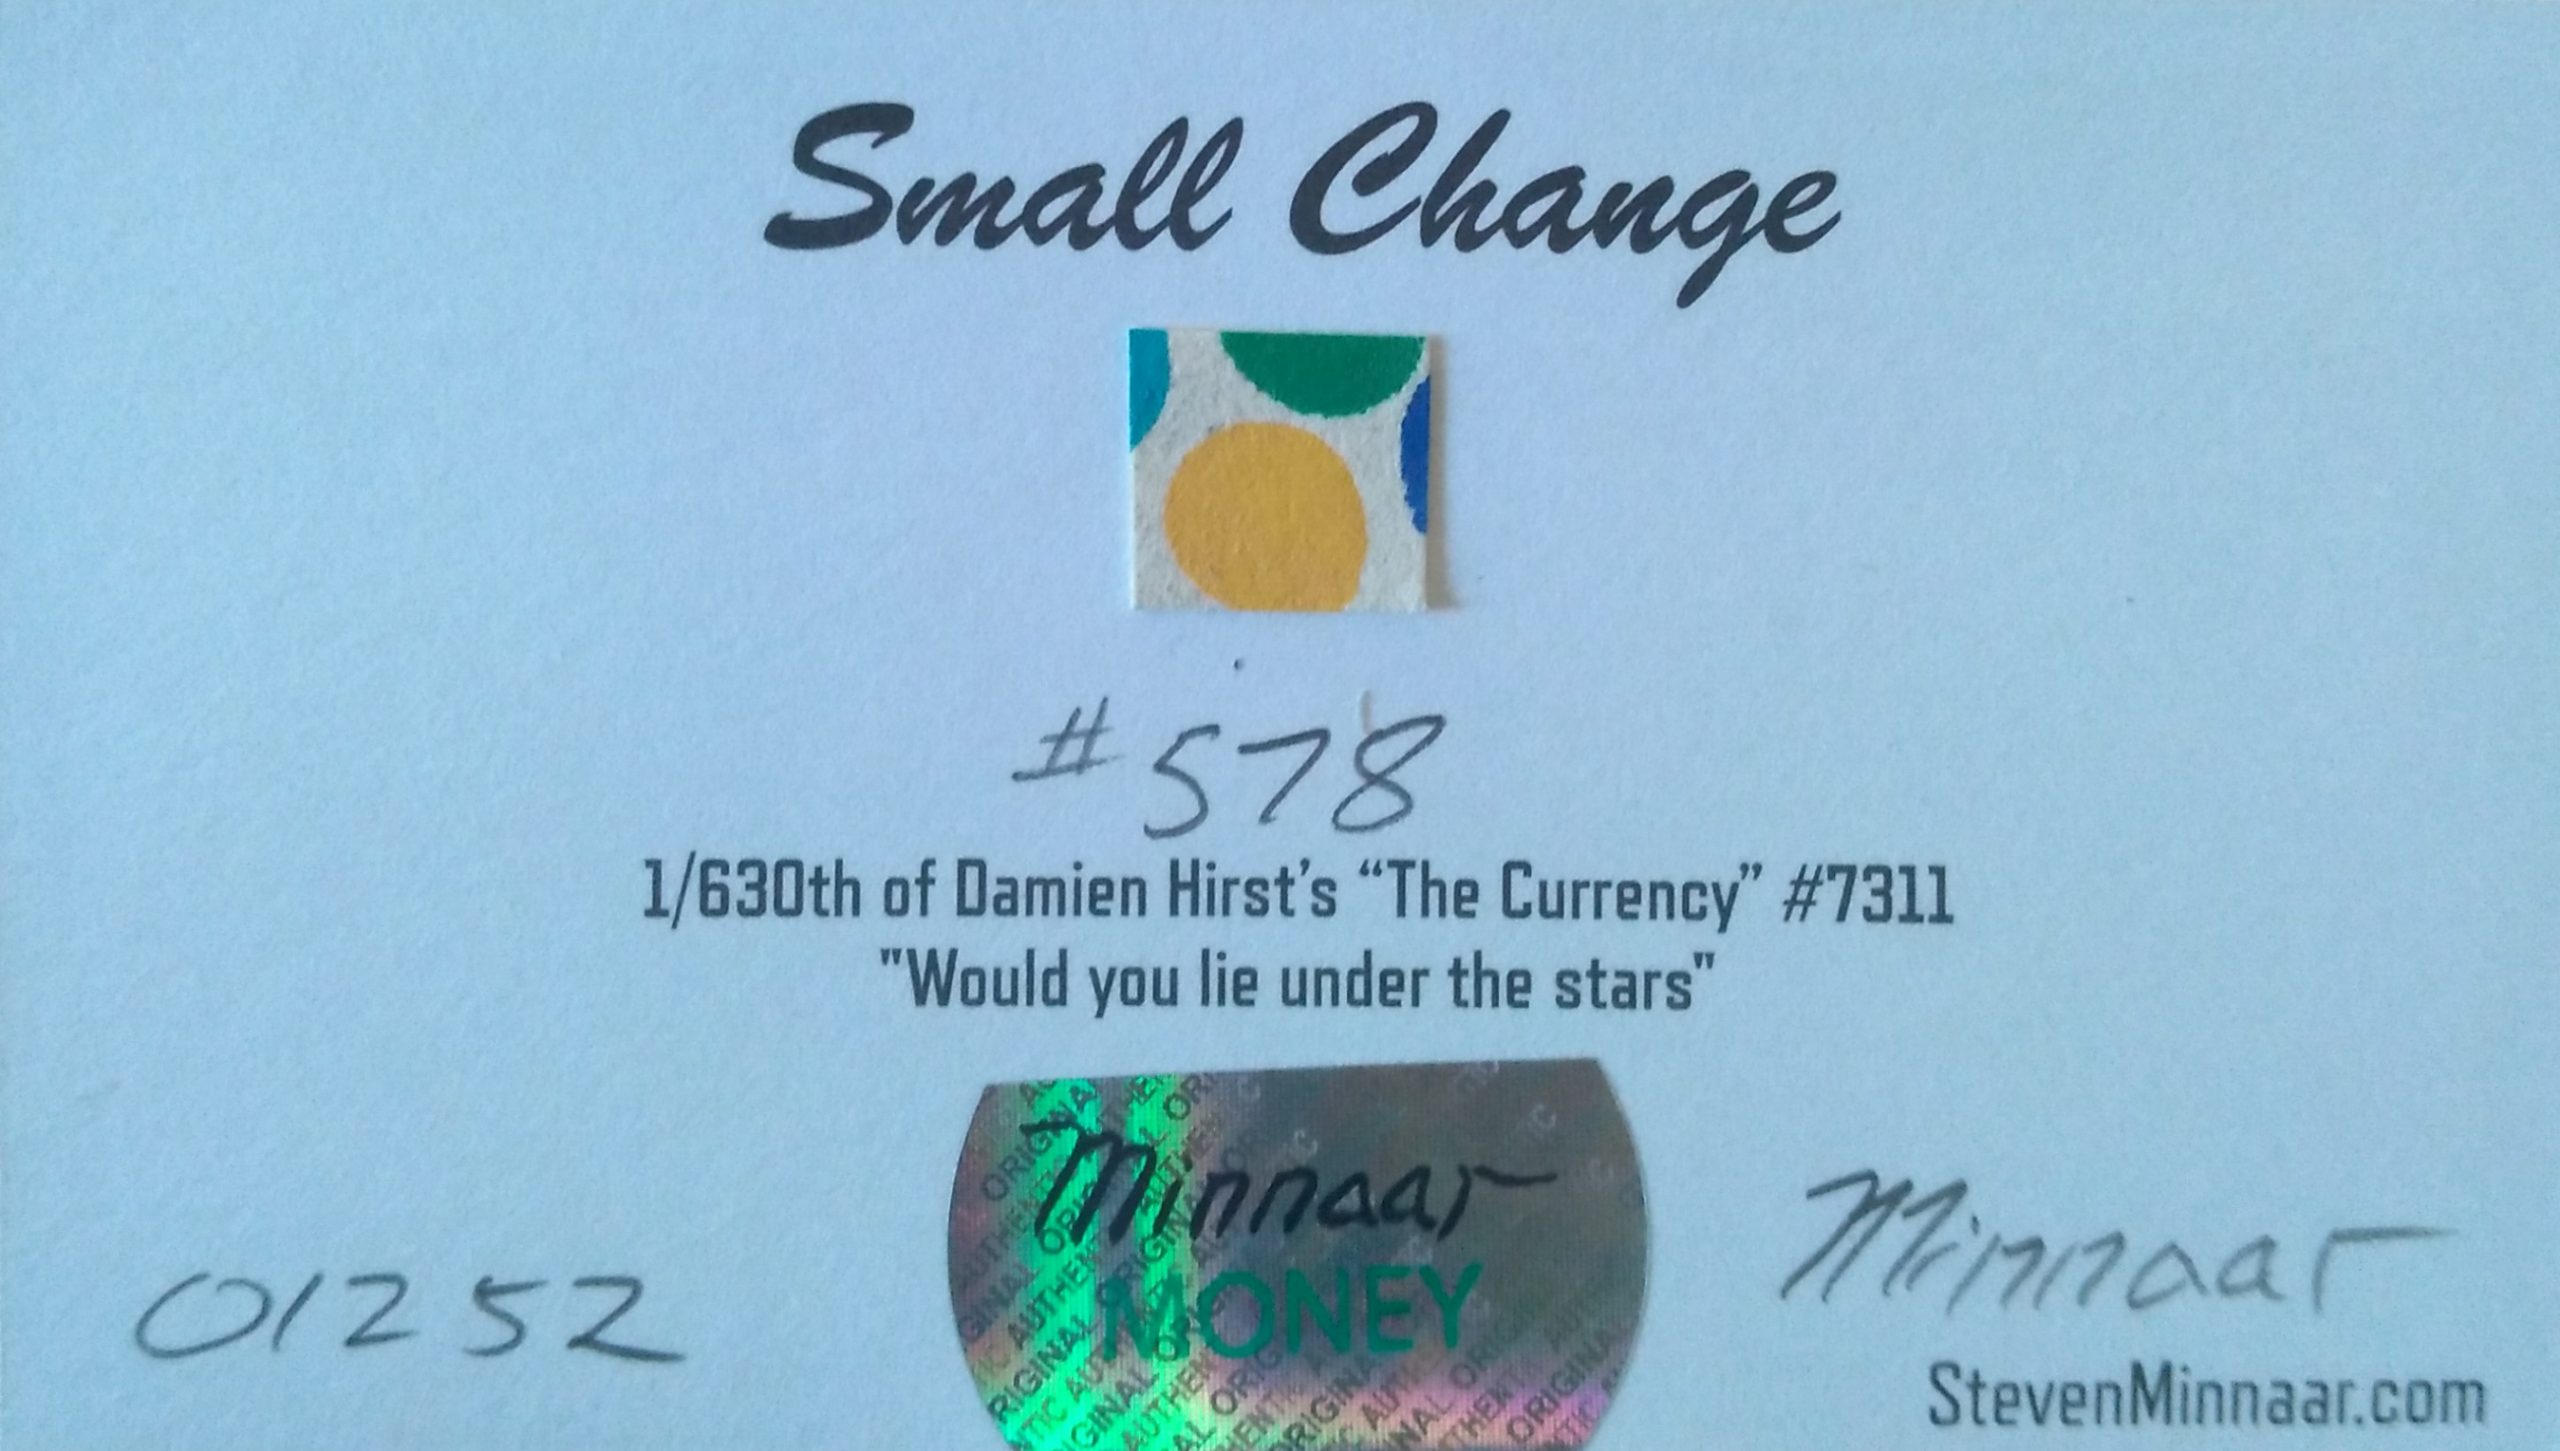 Small Change
#578
1/630th of Damien Hirst's “The Currency” #7311
"Would you lie under the stars"
Minnaar
MONEY
01252
Minnaar
StevenMinnaar.com